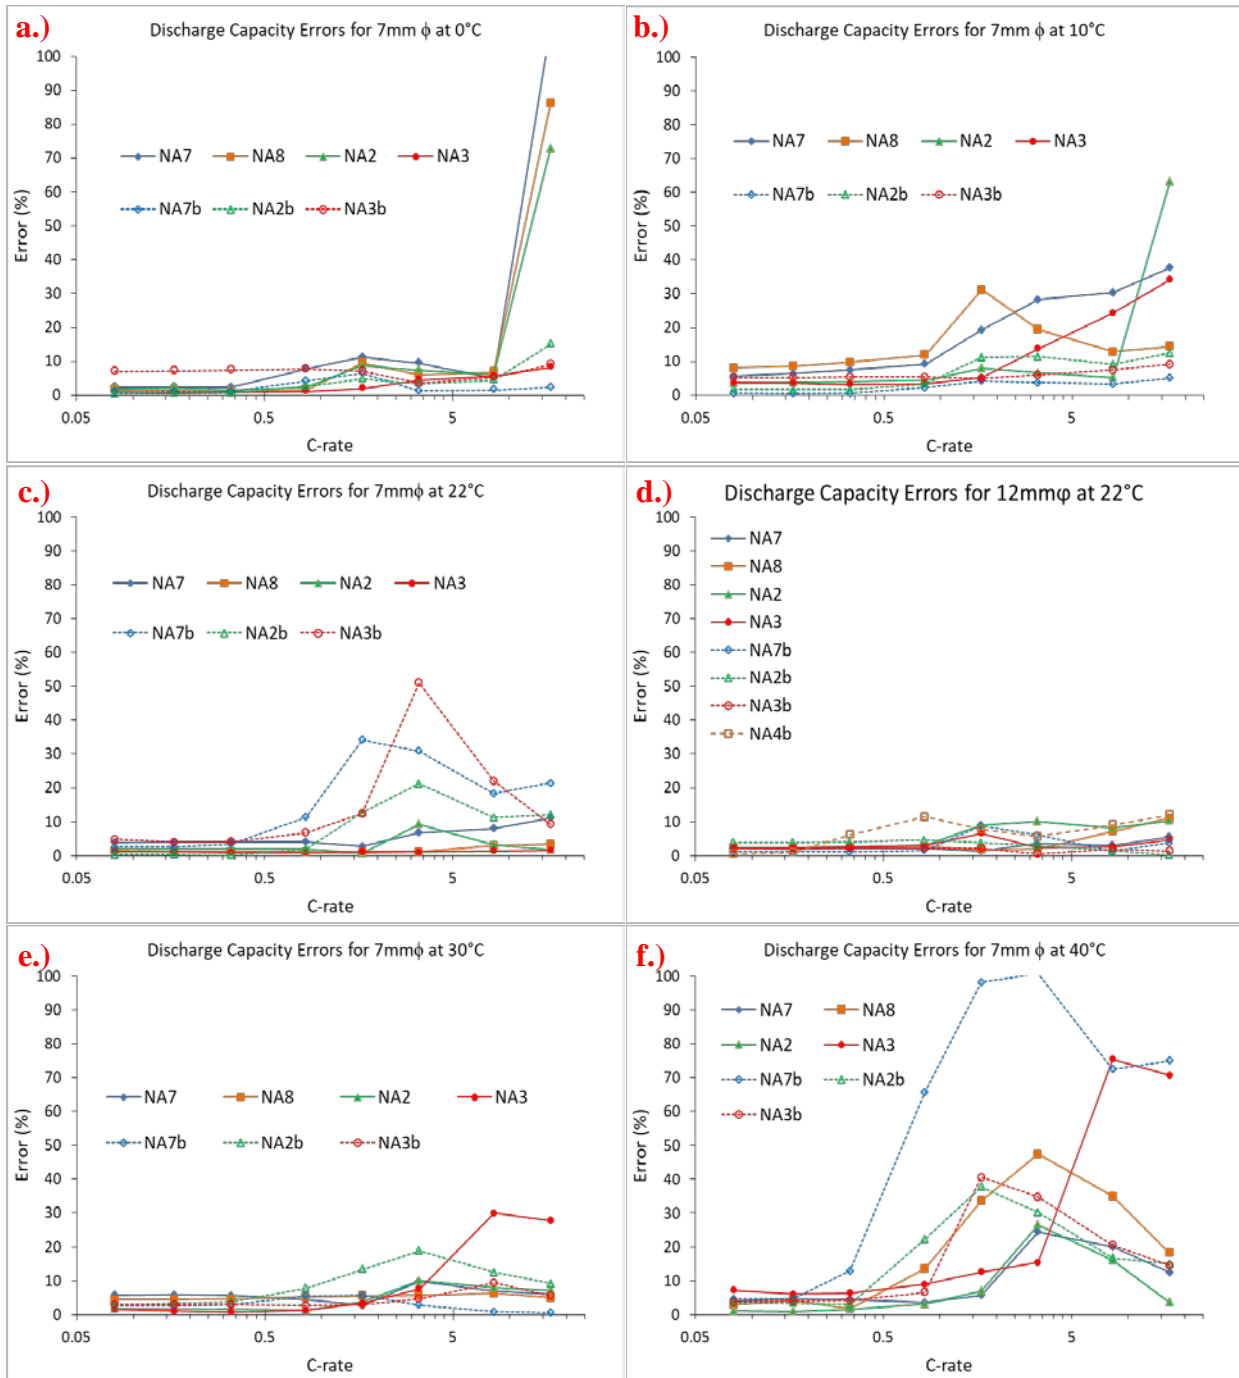 a.)
Discharge Capacity Errors for 7mm ϕ at 0°C
100
90
80
70
60
50
40
30
20
10
0
Error (%)
NA7 NA8 NA2 NA3
NA7b NA2b NA3b
0.05 0.5 5
C-rate
b.)
Discharge Capacity Errors for 7mm ϕ at 10°C
100
90
80
70
60
50
40
30
20
10
0
Error (%)
NA7 NA8 NA2 NA3
NA7b NA2b NA3b
0.05 0.5 5
C-rate
c.)
Discharge Capacity Errors for 7mmϕ at 22°C
100
90
80
70
60
50
40
30
20
10
0
Error (%)
NA7 NA8 NA2 NA3
NA7b NA2b NA3b
0.05 0.5 5
C-rate
d.)
Discharge Capacity Errors for 12mmφ at 22°C
100
90
80
70
60
50
40
30
20
10
0
Error (%)
NA7
NA8
NA2
NA3
NA7b
NA2b
NA3b
NA4b
0.05 0.5 5
C-rate
e.)
Discharge Capacity Errors for 7mmϕ at 30°C
100
90
80
70
60
50
40
30
20
10
0
Error (%)
NA7 NA8 NA2 NA3
NA7b NA2b NA3b
0.05 0.5 5
C-rate
f.)
Discharge Capacity Errors for 7mm ϕ at 40°C
100
90
80
70
60
50
40
30
20
10
0
Error (%)
NA7 NA8
NA2 NA3
NA7b NA2b
NA3b
0.05 0.5 5
C-rate